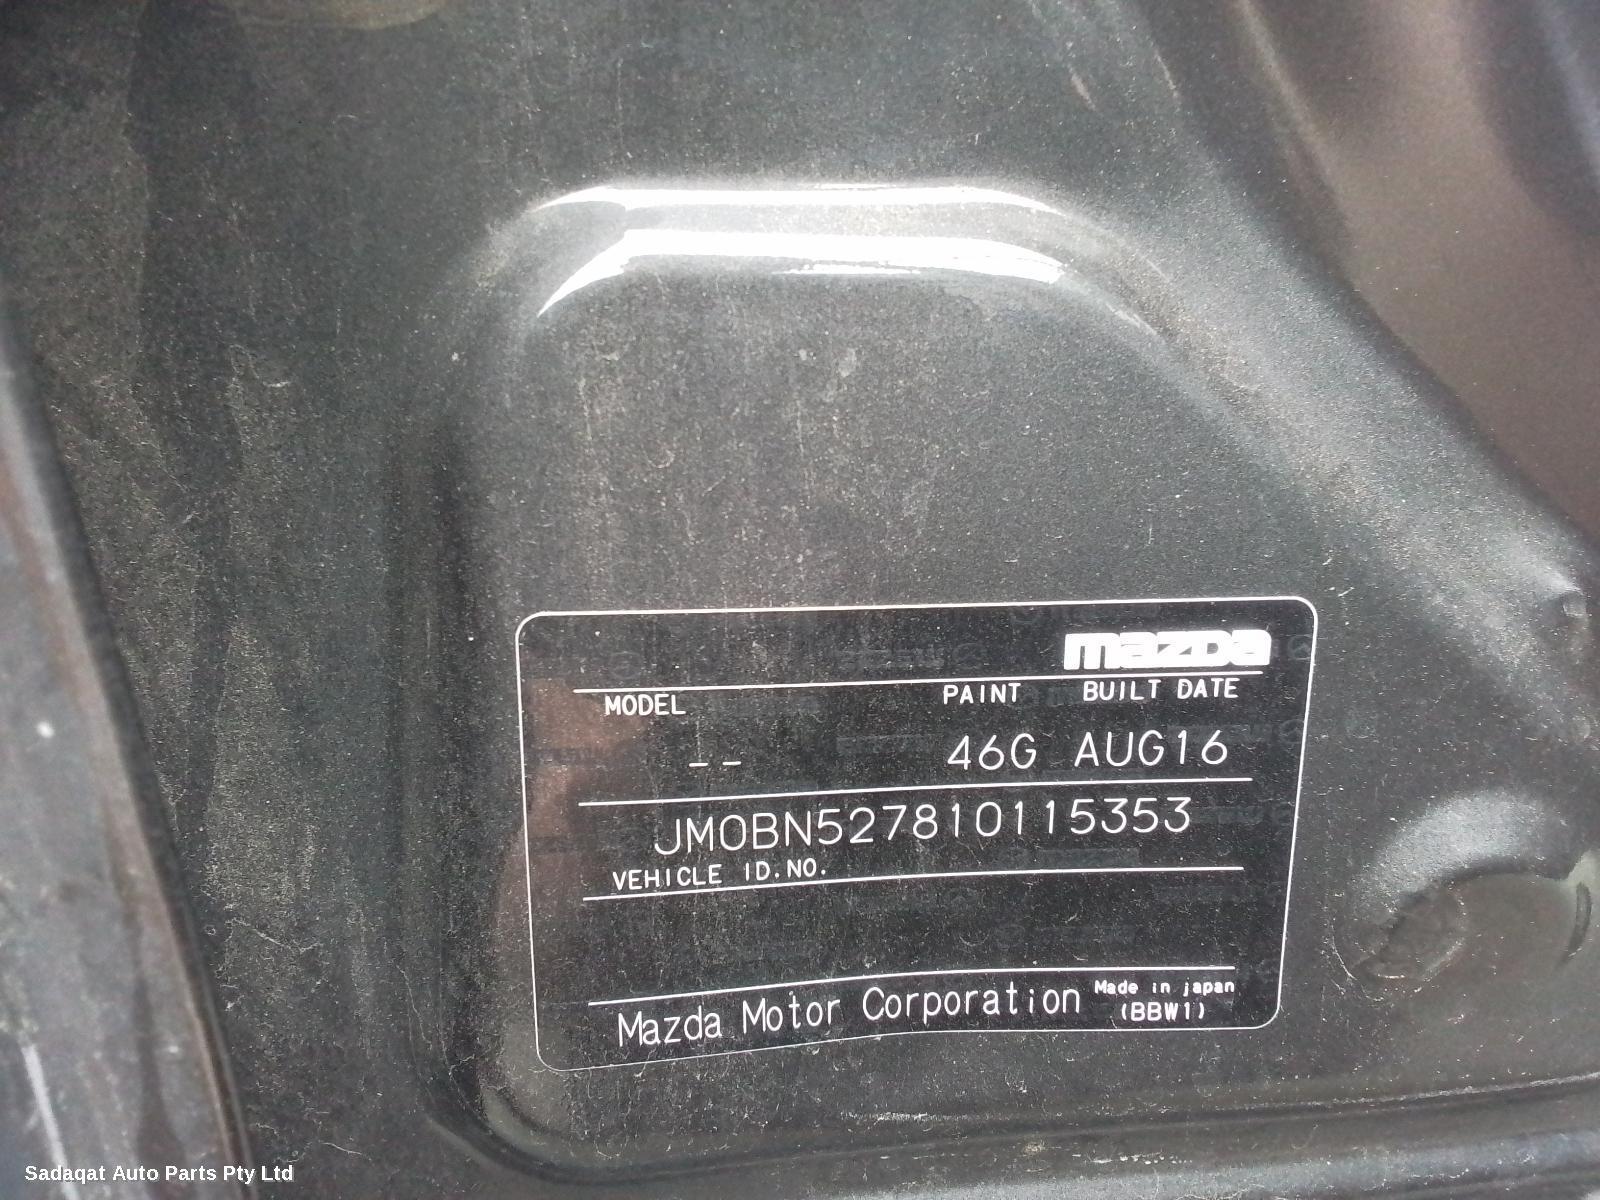 mazda
MODEL PAINT BUILT DATE
-- 46G AUG16
JM0BN527810115353
VEHICLE ID.NO.
Mazda Motor Corporation Made in japan
(BBW1)
Sadaqat Auto Parts Pty Ltd